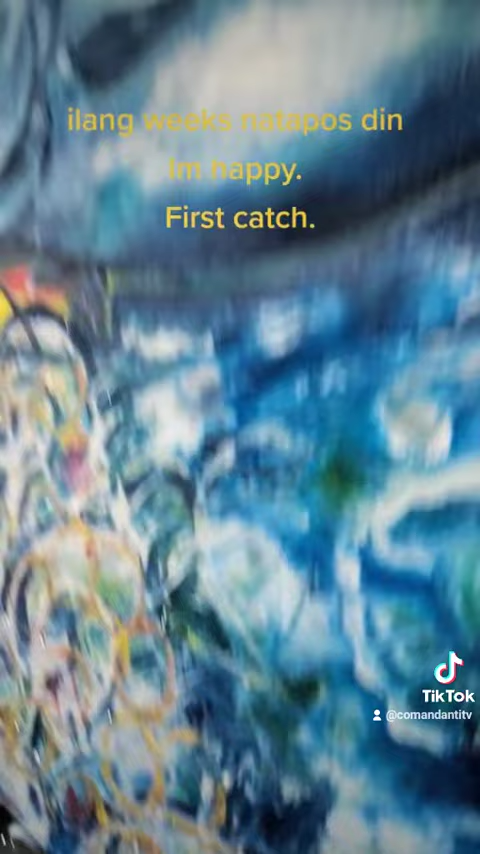 ilang weeks natapos din
Im happy.
First catch.
TikTok
@comandantitv